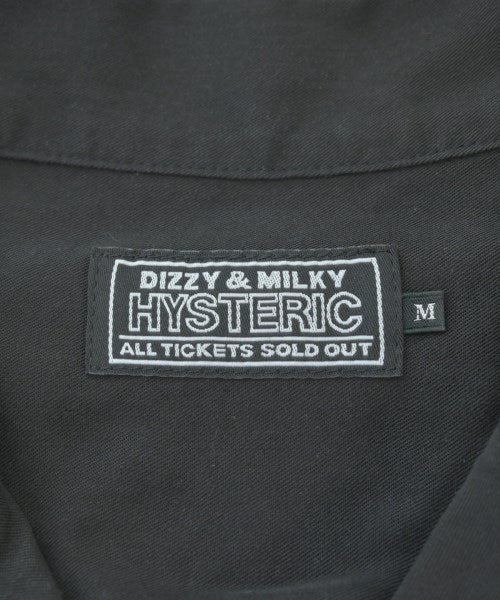 DIZZY & MILKY
HYSTERIC
ALL TICKETS SOLD OUT
M